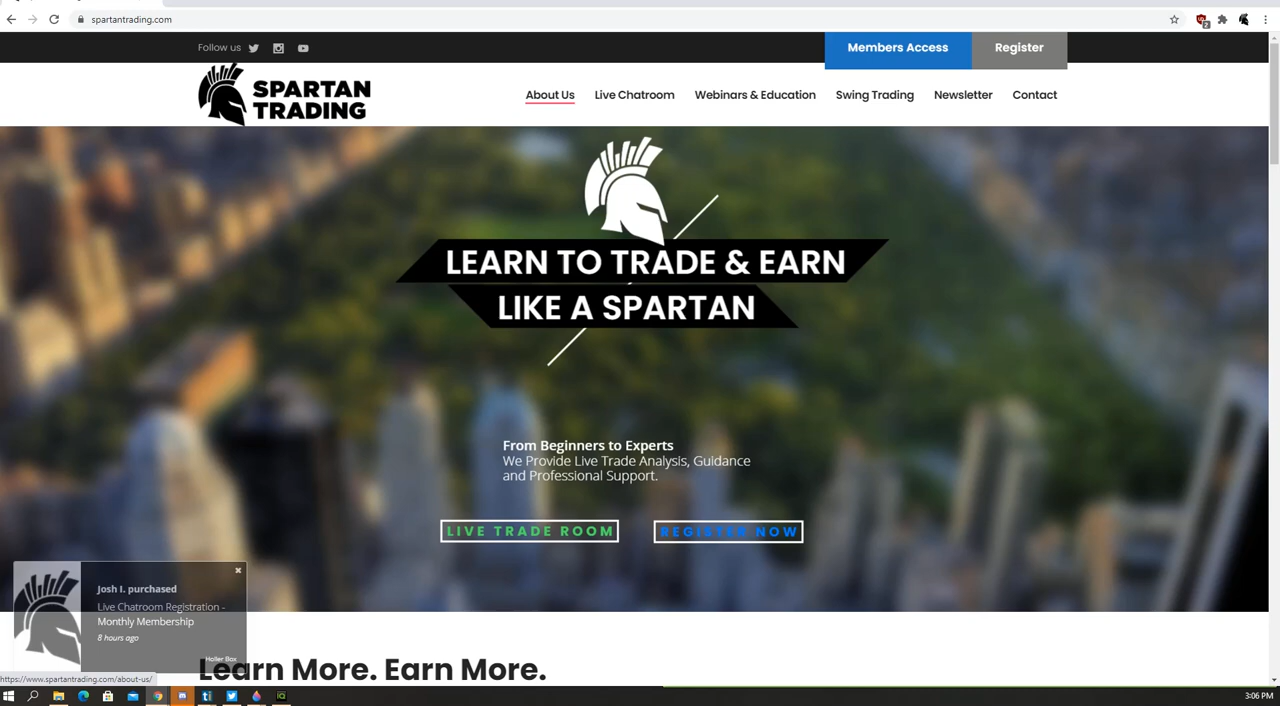 spartantrading.com
2
Follow us
Members Access
Register
SPARTAN
TRADING
About Us
Live Chatroom
Webinars & Education
Swing Trading
Newsletter
Contact
LEARN TO TRADE & EARN
LIKE A SPARTAN
From Beginners to Experts
We Provide Live Trade Analysis, Guidance
and Professional Support.
LIVE TRADE ROOM
REGISTER NOW
Josh I. purchased
Live Chatroom Registration -
Monthly Membership
8 hours ago
Holler Box
Learn More. Earn More.
https://www.spartantrading.com/about-us/
3:06 PM